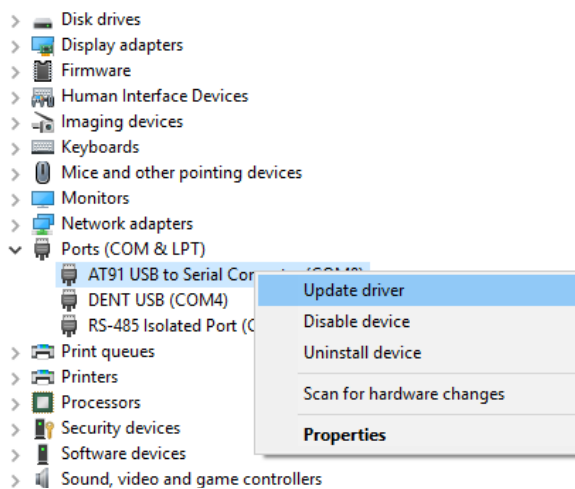 Disk drives
Display adapters
Firmware
Human Interface Devices
Imaging devices
Keyboards
Mice and other pointing devices
Monitors
Network adapters
Ports (COM & LPT)
AT91 USB to Serial
DENT USB (COM4)
RS-485 Isolated Port
Print queues
Printers
Processors
Security devices
Software devices
Sound, video and game controllers
Update driver
Disable device
Uninstall device
Scan for hardware changes
Properties